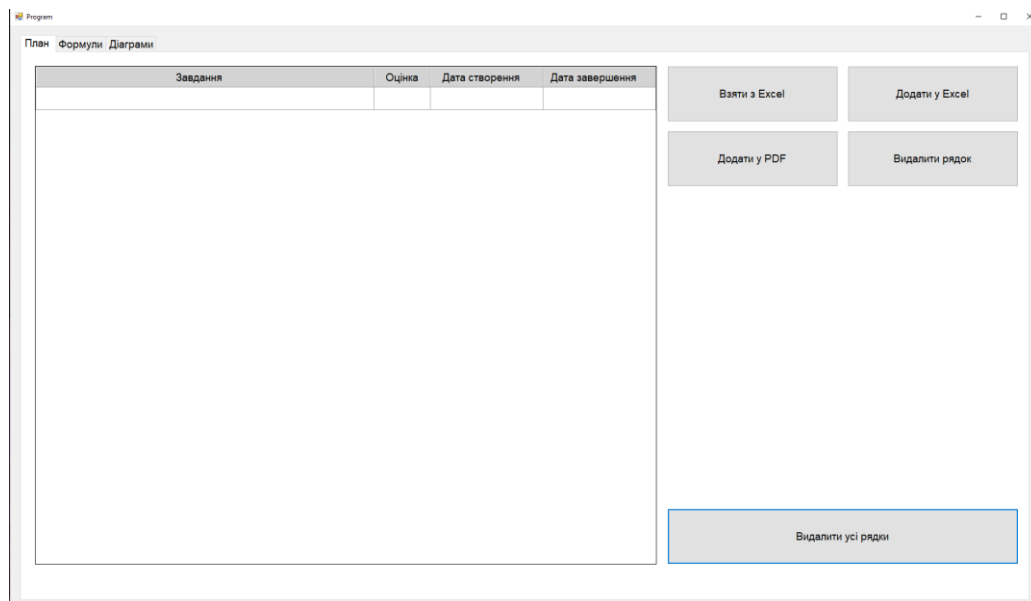 Program
План Формули Діаграми
Завдання Оцінка Дата створення Дата завершення
Взяти з Excel Додати у Excel
Додати у PDF Видалити рядок
Видалити усі рядки